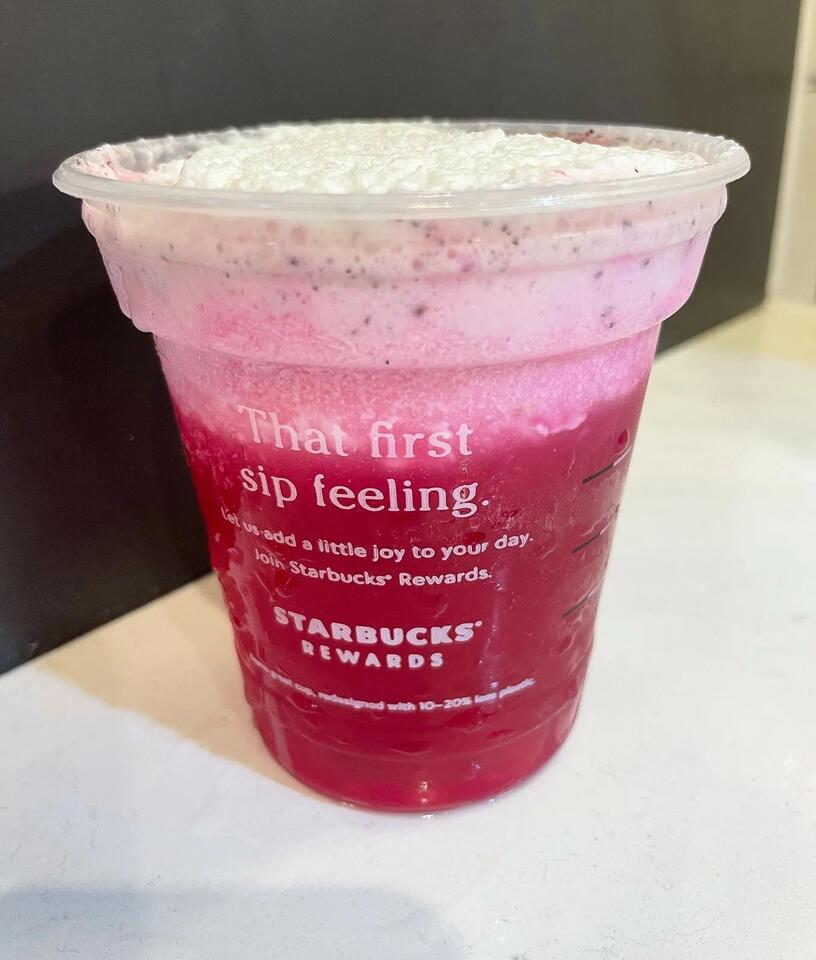 That first
sip feeling.
Let us add a little joy to your day.
Join Starbucks® Rewards.
STARBUCKS®
REWARDS
cup, redesigned with 10–20% less plastic.